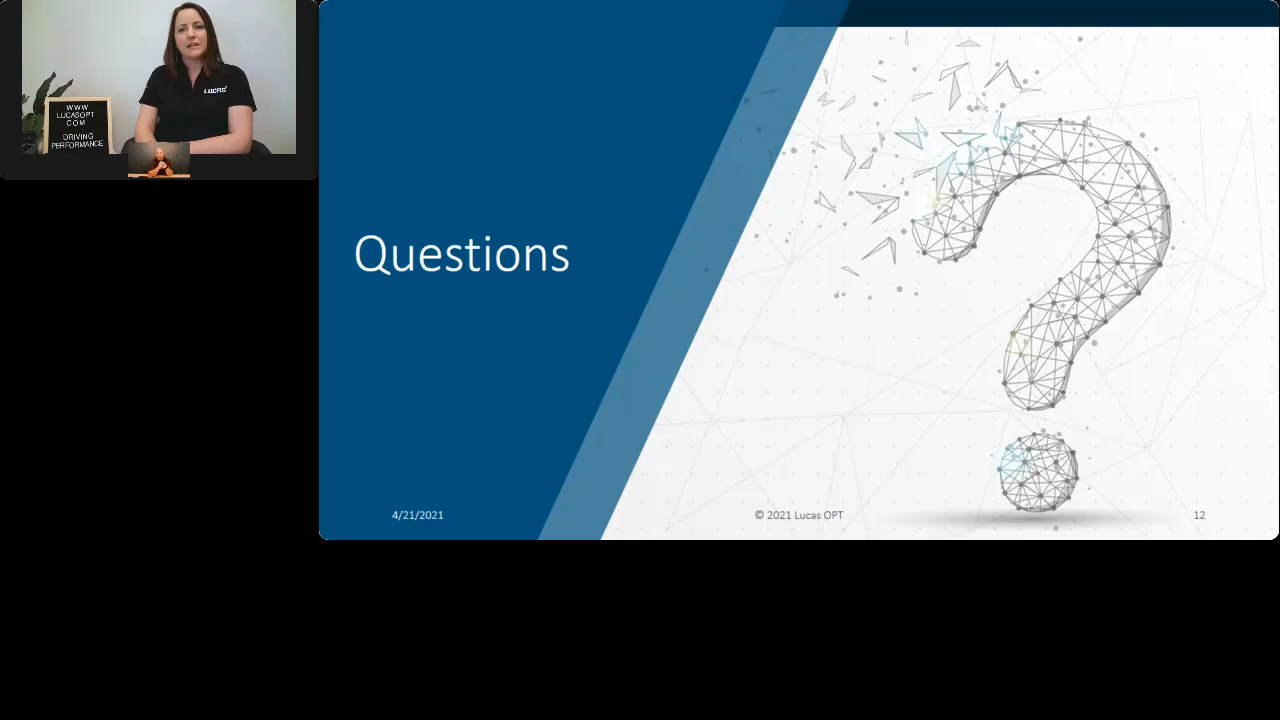 LUCAS
WWW
LUCASOPT
COM
DRIVING
PERFORMANCE
Questions
4/21/2021
© 2021 Lucas OPT
12